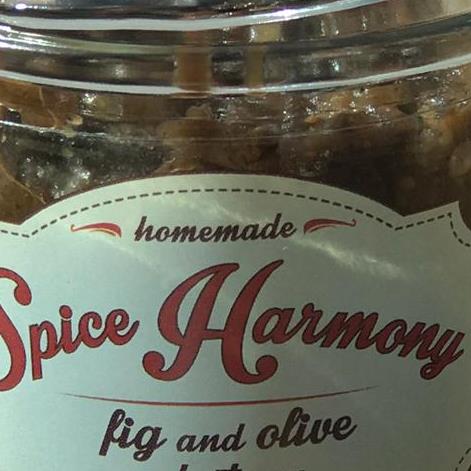 homemade
Spice Harmony
fig and olive